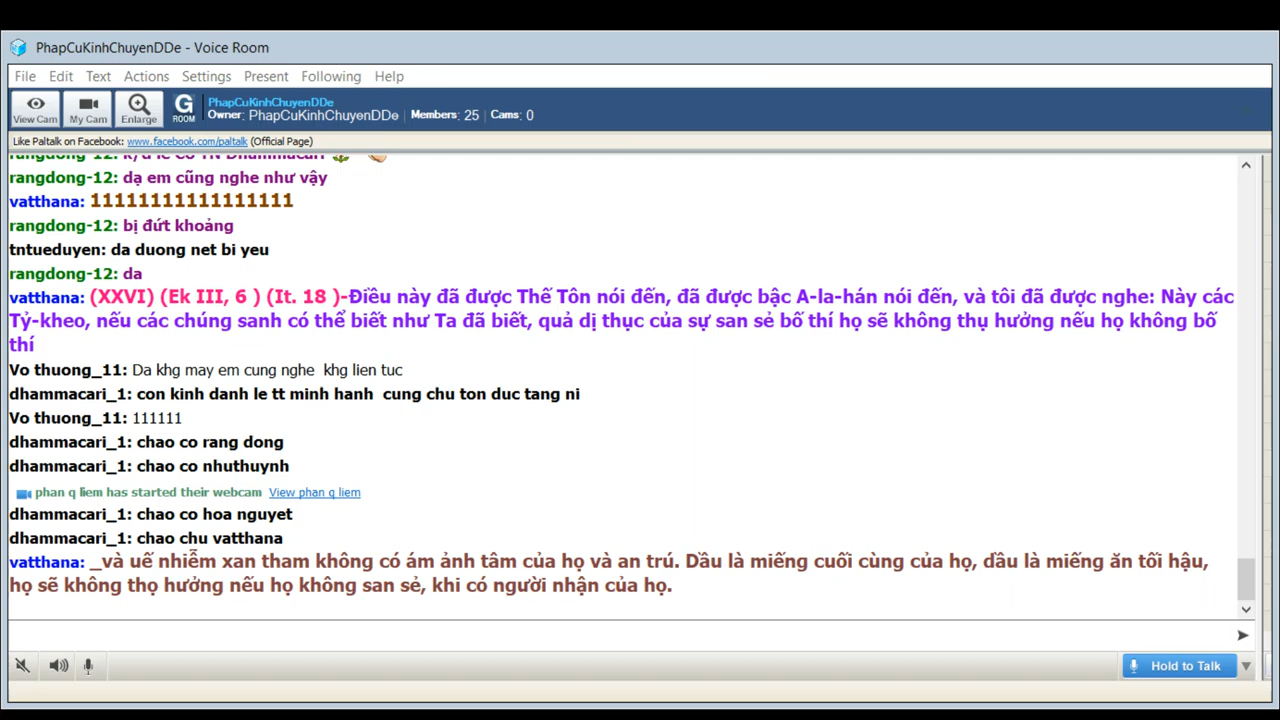 PhapCuKinhChuyenDDe - Voice Room
File Edit Text Actions Settings Present Following Help
View Cam My Cam Enlarge G ROOM
PhapCuKinhChuyenDDe
Owner: PhapCuKinhChuyenDDe Members: 25 Cams: 0
Like Paltalk on Facebook: www.facebook.com/paltalk (Official Page)
rangdong-12: k/d le Co TN Dhammacari
rangdong-12: dạ em cũng nghe như vậy
vatthana: 11111111111111111
rangdong-12: bị đứt khoảng
tntueduyen: da duong net bi yeu
rangdong-12: da
vatthana: (XXVI) (Ek III, 6 ) (It. 18 )-Điều này đã được Thế Tôn nói đến, đã được bậc A-la-hán nói đến, và tôi đã được nghe: Này các
Tỷ-kheo, nếu các chúng sanh có thể biết như Ta đã biết, quả dị thục của sự san sẻ bố thí họ sẽ không thụ hưởng nếu họ không bố
thí
Vo thuong_11: Da khg may em cung nghe khg lien tuc
dhammacari_1: con kinh danh le tt minh hanh cung chu ton duc tang ni
Vo thuong_11: 111111
dhammacari_1: chao co rang dong
dhammacari_1: chao co nhuthuynh
phan q liem has started their webcam View phan q liem
dhammacari_1: chao co hoa nguyet
dhammacari_1: chao chu vatthana
vatthana: _và uế nhiễm xan tham không có ám ảnh tâm của họ và an trú. Dầu là miếng cuối cùng của họ, dầu là miếng ăn tối hậu,
họ sẽ không thọ hưởng nếu họ không san sẻ, khi có người nhận của họ.
Hold to Talk